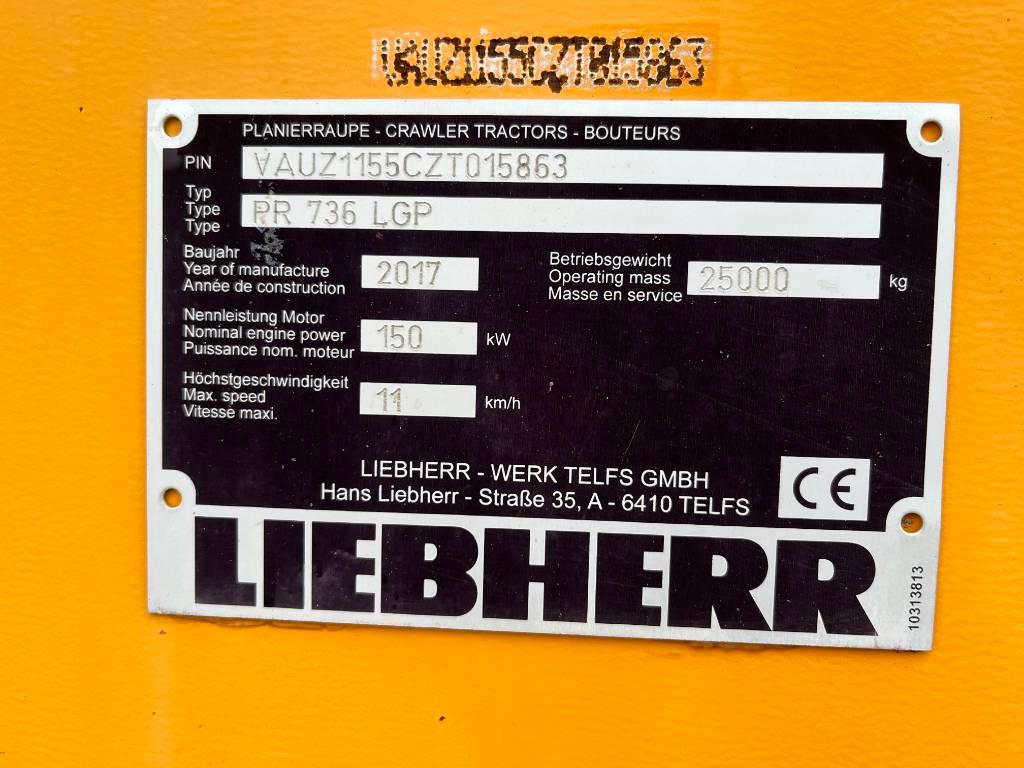 VAUZ1155CZT015863
PLANIERRAUPE - CRAWLER TRACTORS - BOUTEURS
PIN VAUZ1155CZT015863
Typ
Type PR 736 LGP
Type
Baujahr
Year of manufacture 2017
Année de construction
Betriebsgewicht
Operating mass 25000 kg
Masse en service
Nennleistung Motor
Nominal engine power 150 kW
Puissance nom. moteur
Höchstgeschwindigkeit
Max. speed 11 km/h
Vitesse maxi.
LIEBHERR - WERK TELFS GMBH
Hans Liebherr - Straße 35, A - 6410 TELFS
CE
LIEBHERR
10313813